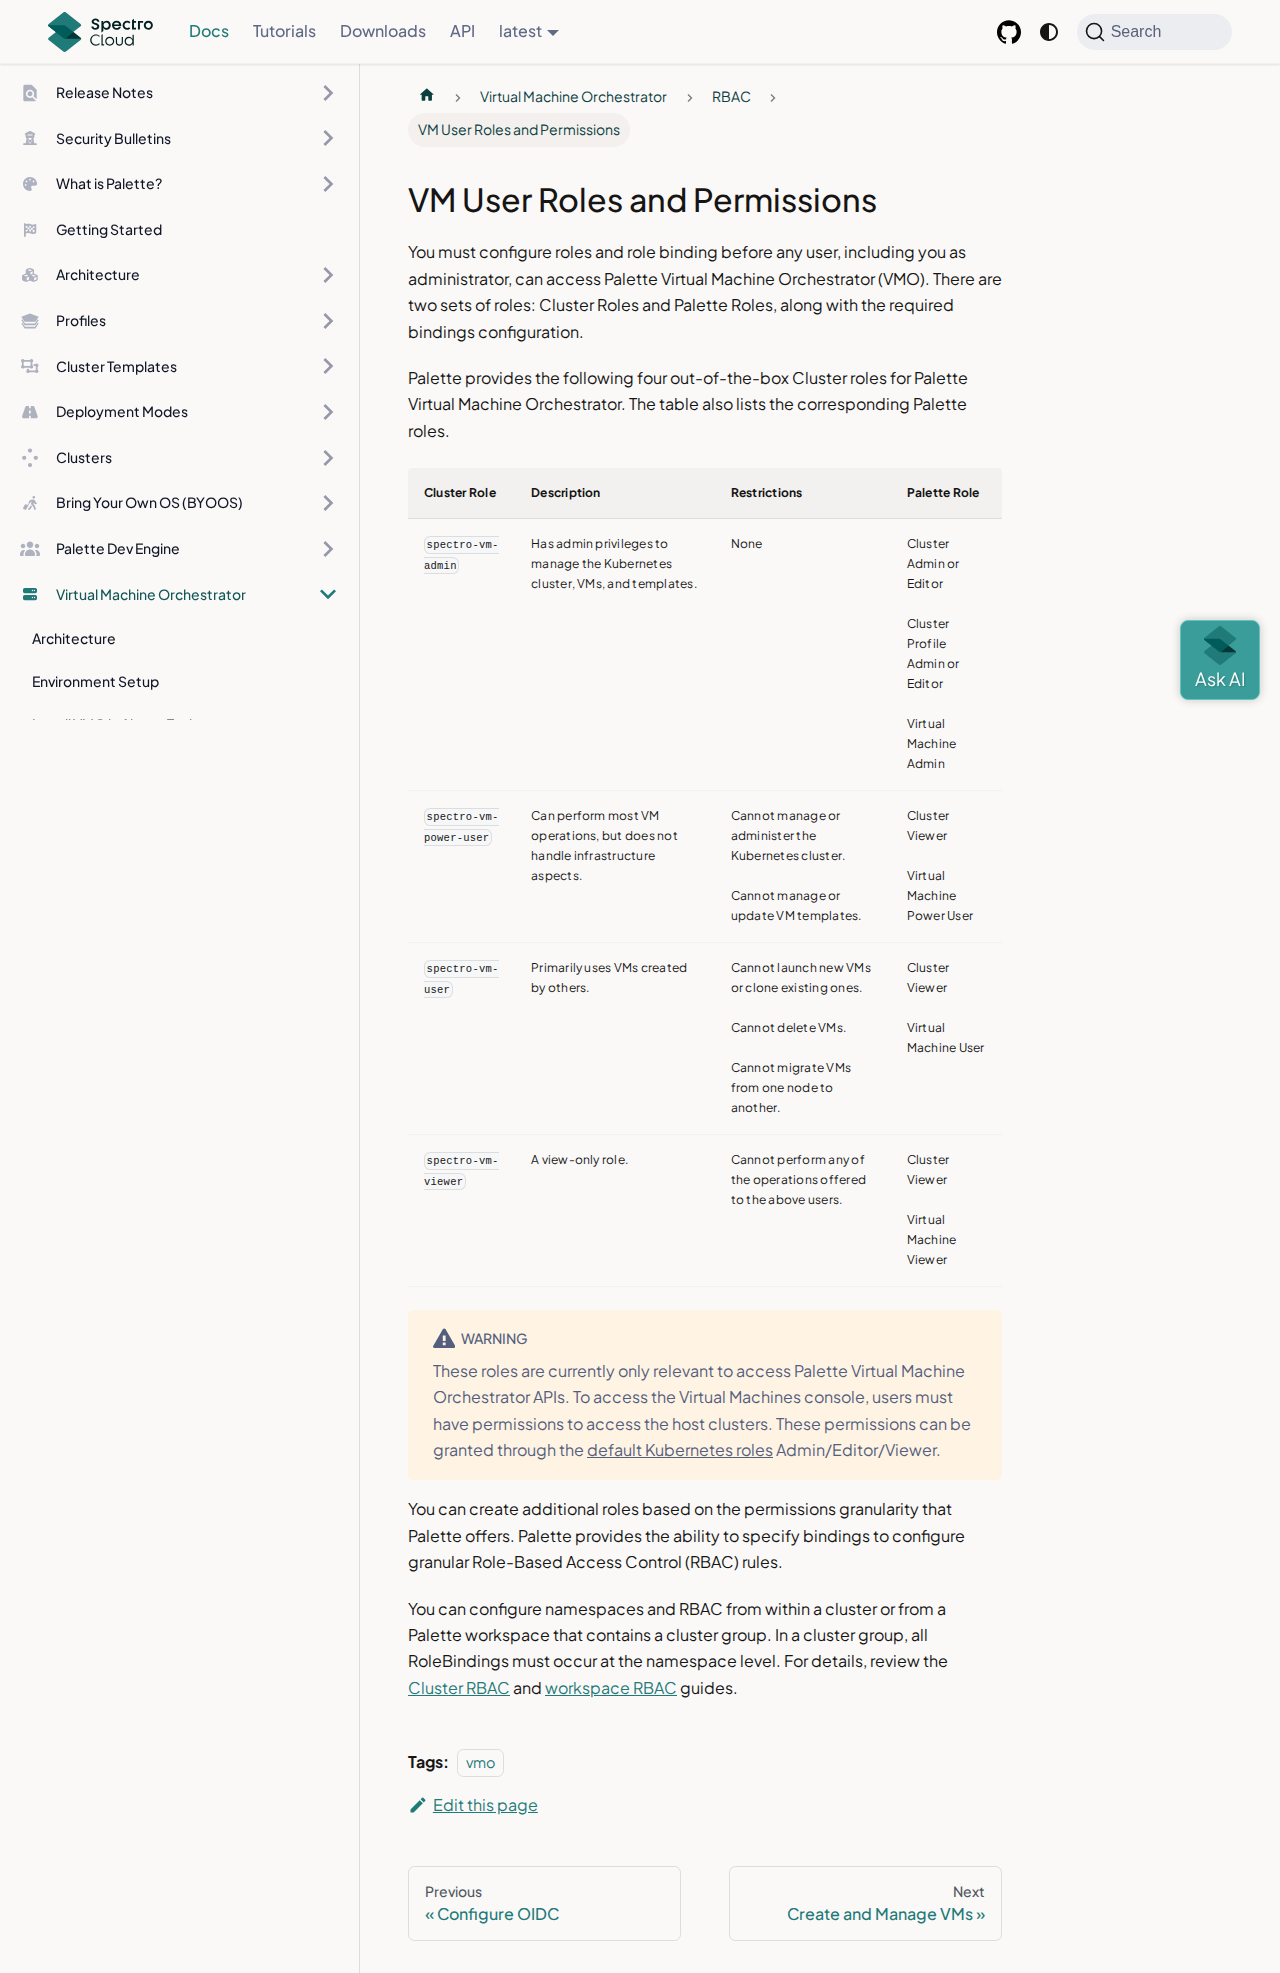 Spectro Cloud
Docs Tutorials Downloads API latest
Search
Release Notes
Security Bulletins
What is Palette?
Getting Started
Architecture
Profiles
Cluster Templates
Deployment Modes
Clusters
Bring Your Own OS (BYOOS)
Palette Dev Engine
Virtual Machine Orchestrator
Architecture
Environment Setup
Virtual Machine Orchestrator RBAC
VM User Roles and Permissions
VM User Roles and Permissions
You must configure roles and role binding before any user, including you as
administrator, can access Palette Virtual Machine Orchestrator (VMO). There are
two sets of roles: Cluster Roles and Palette Roles, along with the required
bindings configuration.
Palette provides the following four out-of-the-box Cluster roles for Palette
Virtual Machine Orchestrator. The table also lists the corresponding Palette
roles.
Cluster Role Description Restrictions Palette Role
spectro-vm-
admin
Has admin privileges to
manage the Kubernetes
cluster, VMs, and templates.
None
Cluster
Admin or
Editor
Cluster
Profile
Admin or
Editor
Virtual
Machine
Admin
spectro-vm-
power-user
Can perform most VM
operations, but does not
handle infrastructure
aspects.
Cannot manage or
administer the
Kubernetes cluster.
Cannot manage or
update VM templates.
Cluster
Viewer
Virtual
Machine
Power User
spectro-vm-
user
Primarily uses VMs created
by others.
Cannot launch new VMs
or clone existing ones.
Cannot delete VMs.
Cannot migrate VMs
from one node to
another.
Cluster
Viewer
Virtual
Machine User
spectro-vm-
viewer
A view-only role.
Cannot perform any of
the operations offered
to the above users.
Cluster
Viewer
Virtual
Machine
Viewer
WARNING
These roles are currently only relevant to access Palette Virtual Machine
Orchestrator APIs. To access the Virtual Machines console, users must
have permissions to access the host clusters. These permissions can be
granted through the default Kubernetes roles Admin/Editor/Viewer.
You can create additional roles based on the permissions granularity that
Palette offers. Palette provides the ability to specify bindings to configure
granular Role-Based Access Control (RBAC) rules.
You can configure namespaces and RBAC from within a cluster or from a
Palette workspace that contains a cluster group. In a cluster group, all
RoleBindings must occur at the namespace level. For details, review the
Cluster RBAC and workspace RBAC guides.
Tags: vmo
Edit this page
Previous
« Configure OIDC
Next
Create and Manage VMs »
Ask AI